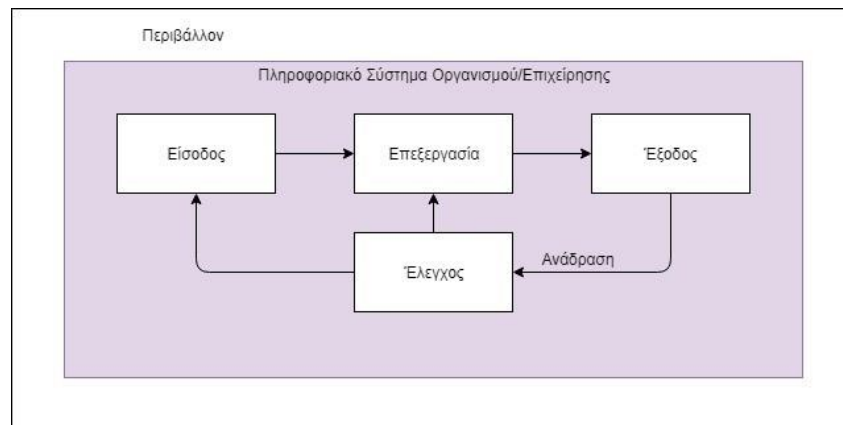 Περιβάλλον
Πληροφοριακό Σύστημα Οργανισμού/Επιχείρησης
Είσοδος
Επεξεργασία
Έξοδος
Έλεγχος
Ανάδραση